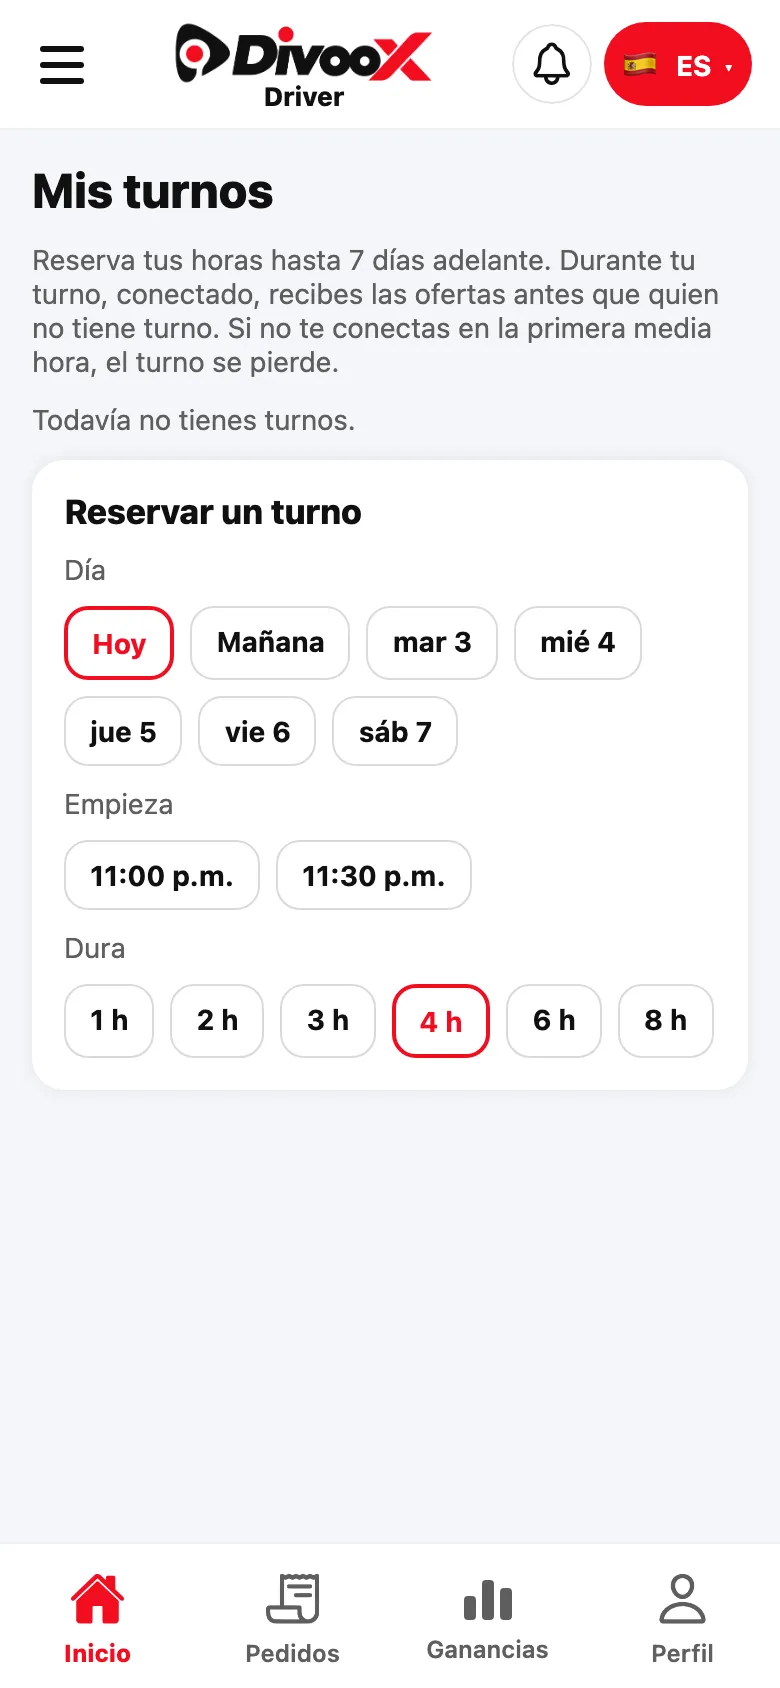 DivooX
Driver
ES
Mis turnos
Reserva tus horas hasta 7 días adelante. Durante tu
turno, conectado, recibes las ofertas antes que quien
no tiene turno. Si no te conectas en la primera media
hora, el turno se pierde.
Todavía no tienes turnos.
Reservar un turno
Día
Hoy Mañana mar 3 mié 4
jue 5 vie 6 sáb 7
Empieza
11:00 p.m. 11:30 p.m.
Dura
1 h 2 h 3 h 4 h 6 h 8 h
Inicio Pedidos Ganancias Perfil